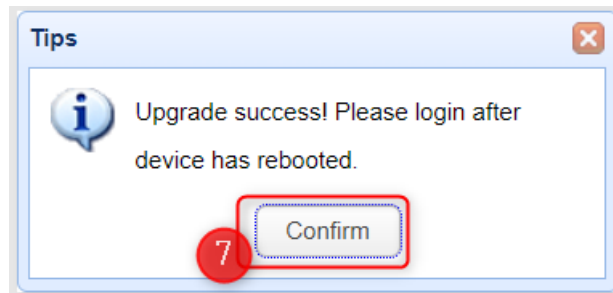 Tips
Upgrade success! Please login after
device has rebooted.
Confirm
7